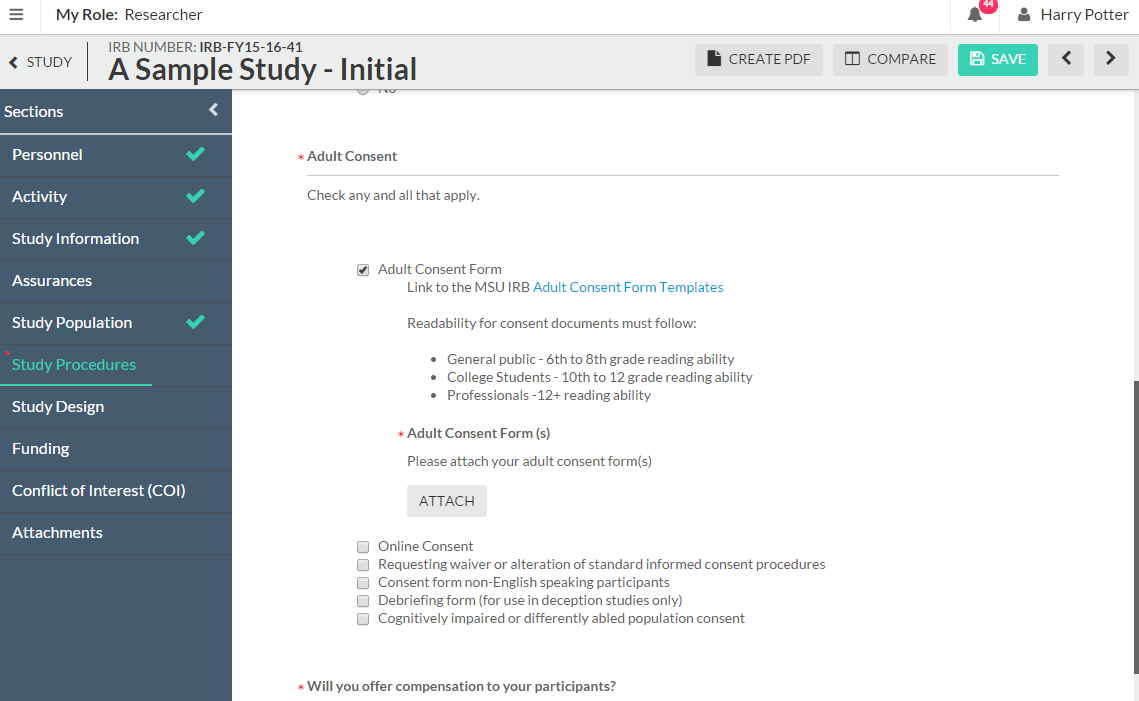 My Role: Researcher
44
Harry Potter
STUDY
IRB NUMBER: IRB-FY15-16-41
A Sample Study - Initial
CREATE PDF
COMPARE
SAVE
Sections
Personnel
Activity
Study Information
Assurances
Study Population
* Study Procedures
Study Design
Funding
Conflict of Interest (COI)
Attachments
No
* Adult Consent
Check any and all that apply.
Adult Consent Form
Link to the MSU IRB Adult Consent Form Templates
Readability for consent documents must follow:
• General public - 6th to 8th grade reading ability
• College Students - 10th to 12 grade reading ability
• Professionals -12+ reading ability
* Adult Consent Form (s)
Please attach your adult consent form(s)
ATTACH
Online Consent
Requesting waiver or alteration of standard informed consent procedures
Consent form non-English speaking participants
Debriefing form (for use in deception studies only)
Cognitively impaired or differently abled population consent
* Will you offer compensation to your participants?